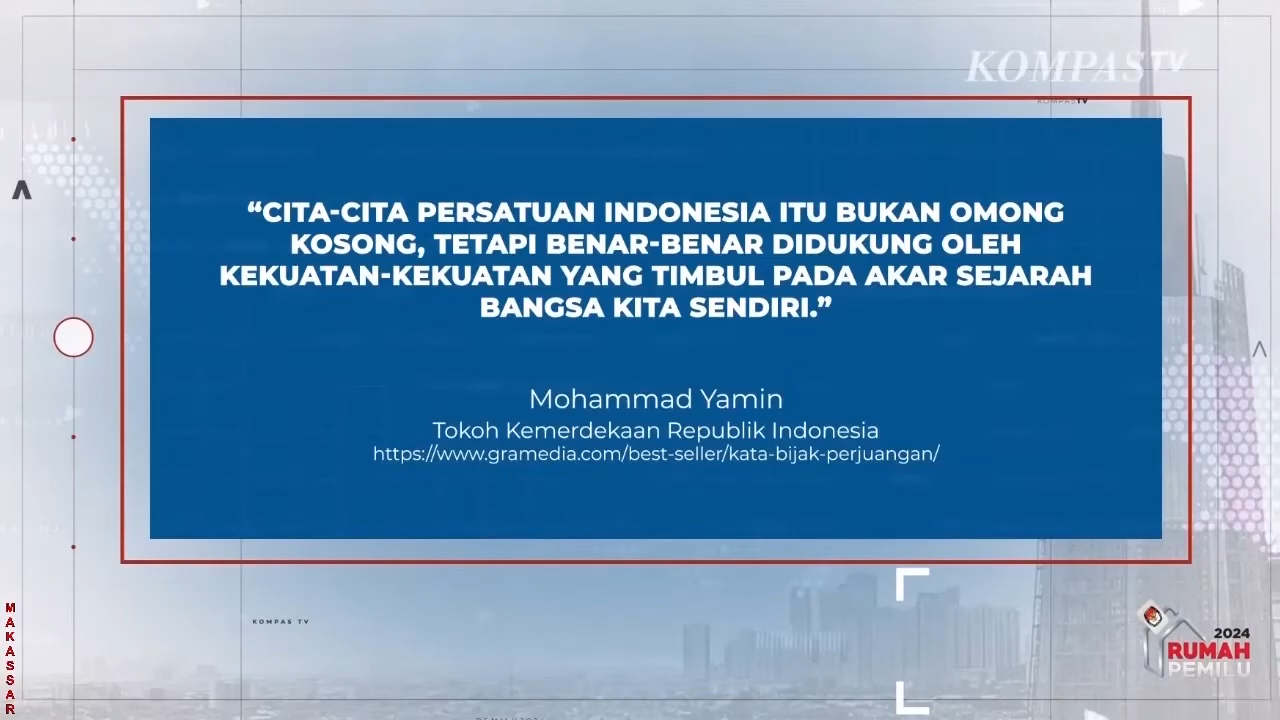 KOMPASTV
KOMPASTV
“CITA-CITA PERSATUAN INDONESIA ITU BUKAN OMONG
KOSONG, TETAPI BENAR-BENAR DIDUKUNG OLEH
KEKUATAN-KEKUATAN YANG TIMBUL PADA AKAR SEJARAH
BANGSA KITA SENDIRI.”
Mohammad Yamin
Tokoh Kemerdekaan Republik Indonesia
https://www.gramedia.com/best-seller/kata-bijak-perjuangan/
MAKASSAR
KOMPAS TV
2024
RUMAH
PEMILU